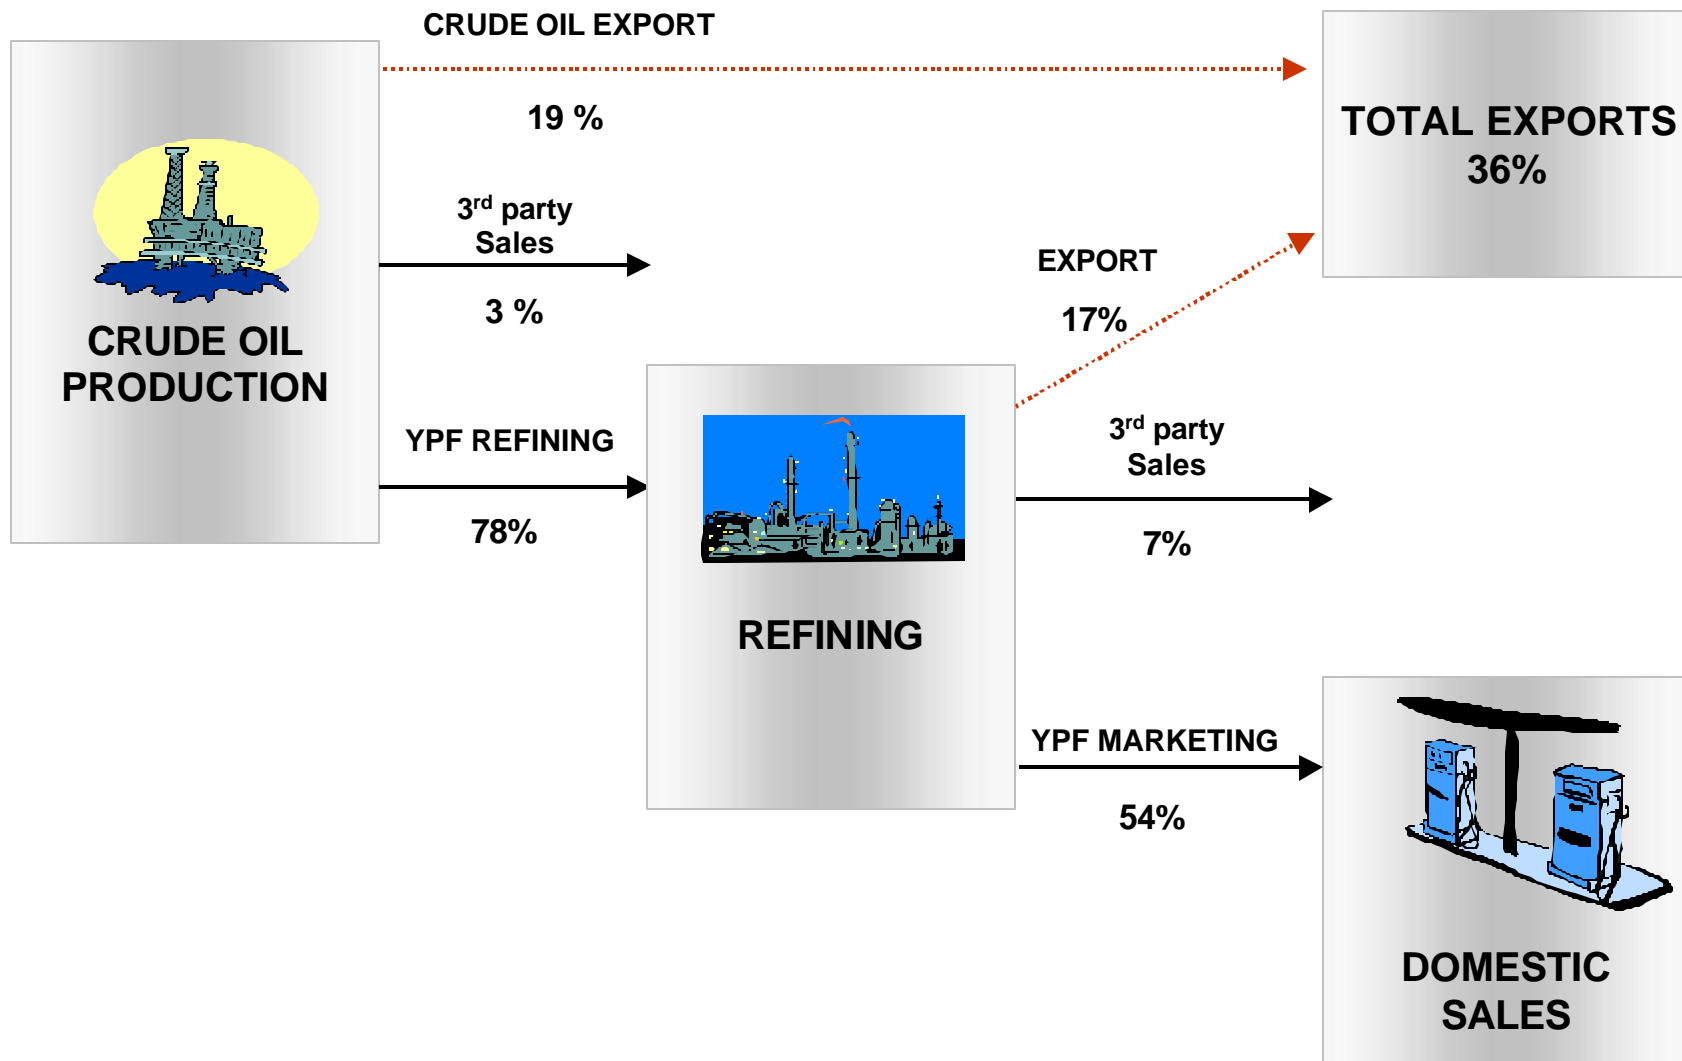 CRUDE OIL EXPORT
19 %
TOTAL EXPORTS
36%
3rd party
Sales
3 %
CRUDE OIL
PRODUCTION
EXPORT
17%
YPF REFINING
78%
REFINING
3rd party
Sales
7%
YPF MARKETING
54%
DOMESTIC
SALES